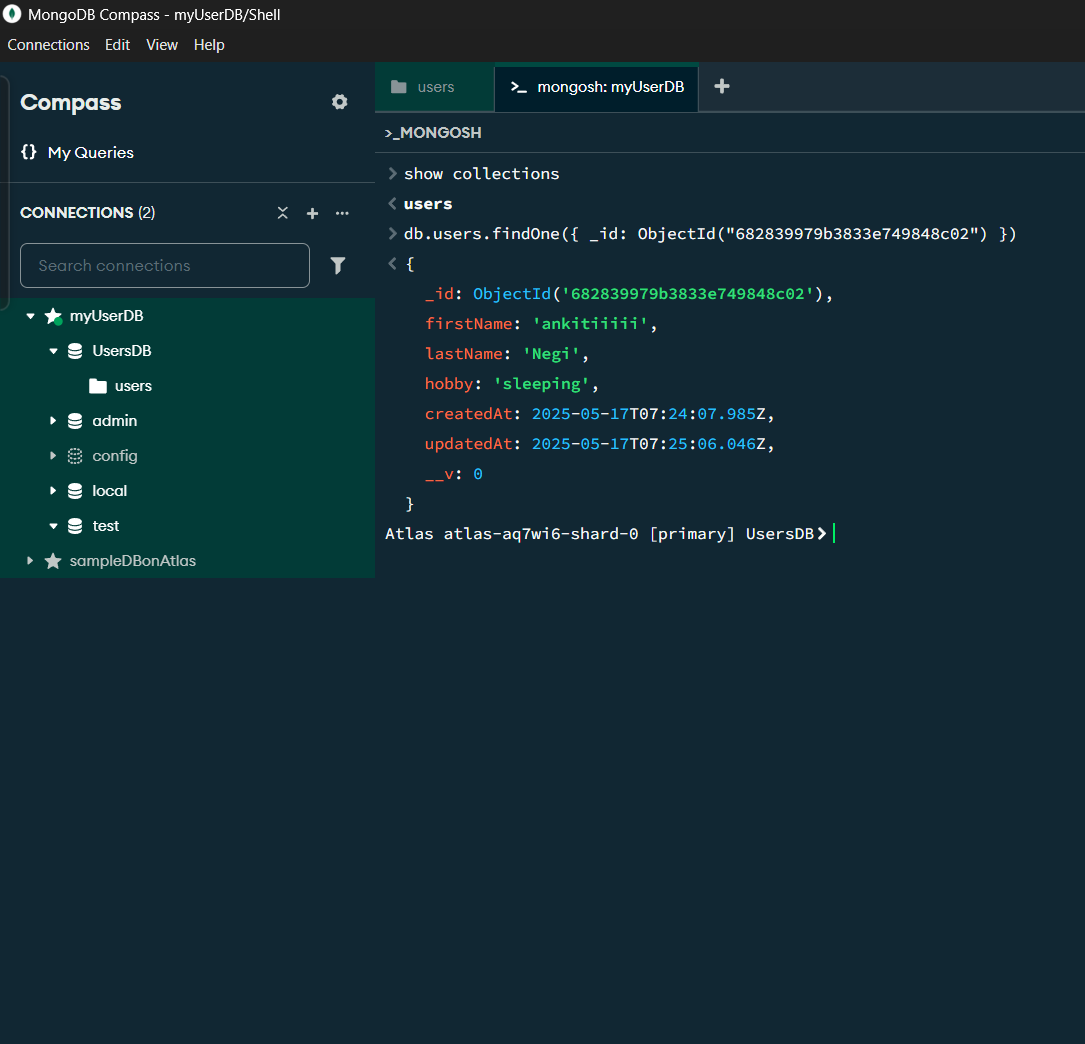 MongoDB Compass - myUserDB/Shell
Connections Edit View Help
Compass
{} My Queries
CONNECTIONS (2)
Search connections
myUserDB
UsersDB
users
admin
config
local
test
sampleDBonAtlas
users
>_ mongosh: myUserDB
>_MONGOSH
> show collections
< users
> db.users.findOne({ _id: ObjectId("682839979b3833e749848c02") })
< {
_id: ObjectId('682839979b3833e749848c02'),
firstName: 'ankitiiiii',
lastName: 'Negi',
hobby: 'sleeping',
createdAt: 2025-05-17T07:24:07.985Z,
updatedAt: 2025-05-17T07:25:06.046Z,
__v: 0
}
Atlas atlas-aq7wi6-shard-0 [primary] UsersDB>